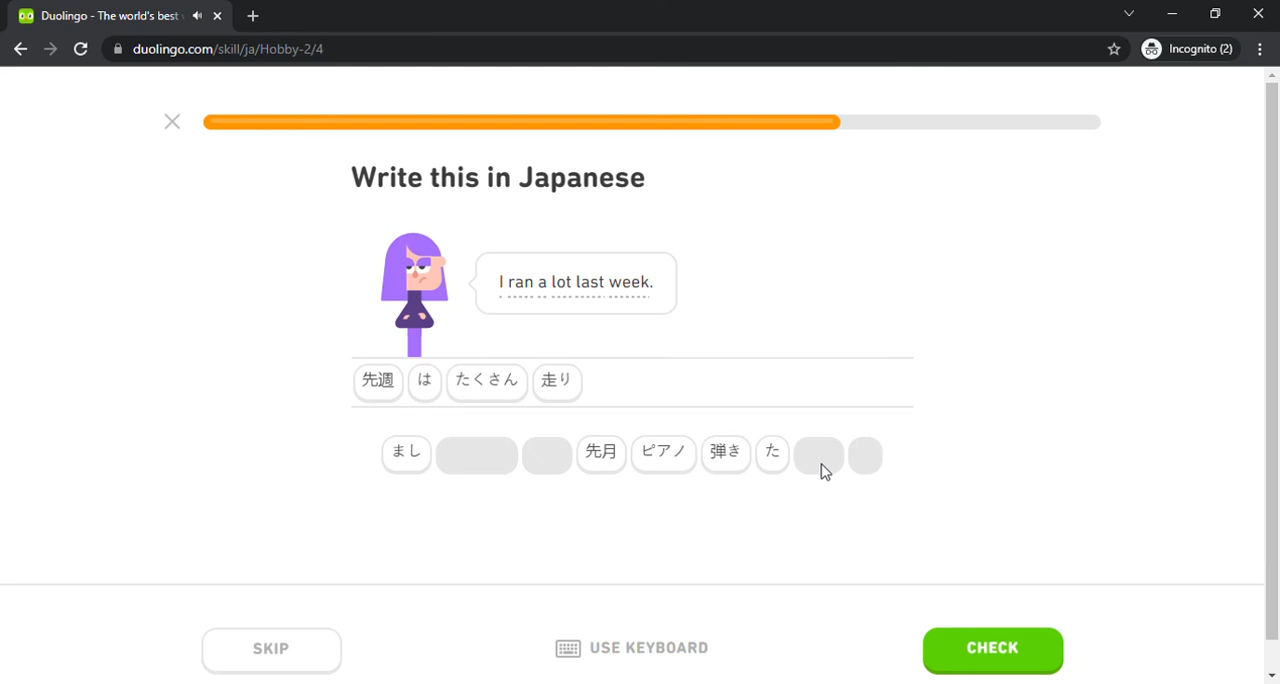 Duolingo - The world's best
duolingo.com/skill/ja/Hobby-2/4
Incognito (2)
Write this in Japanese
I ran a lot last week.
先週 は たくさん 走り
まし 先月 ピアノ 弾き た
SKIP
USE KEYBOARD
CHECK